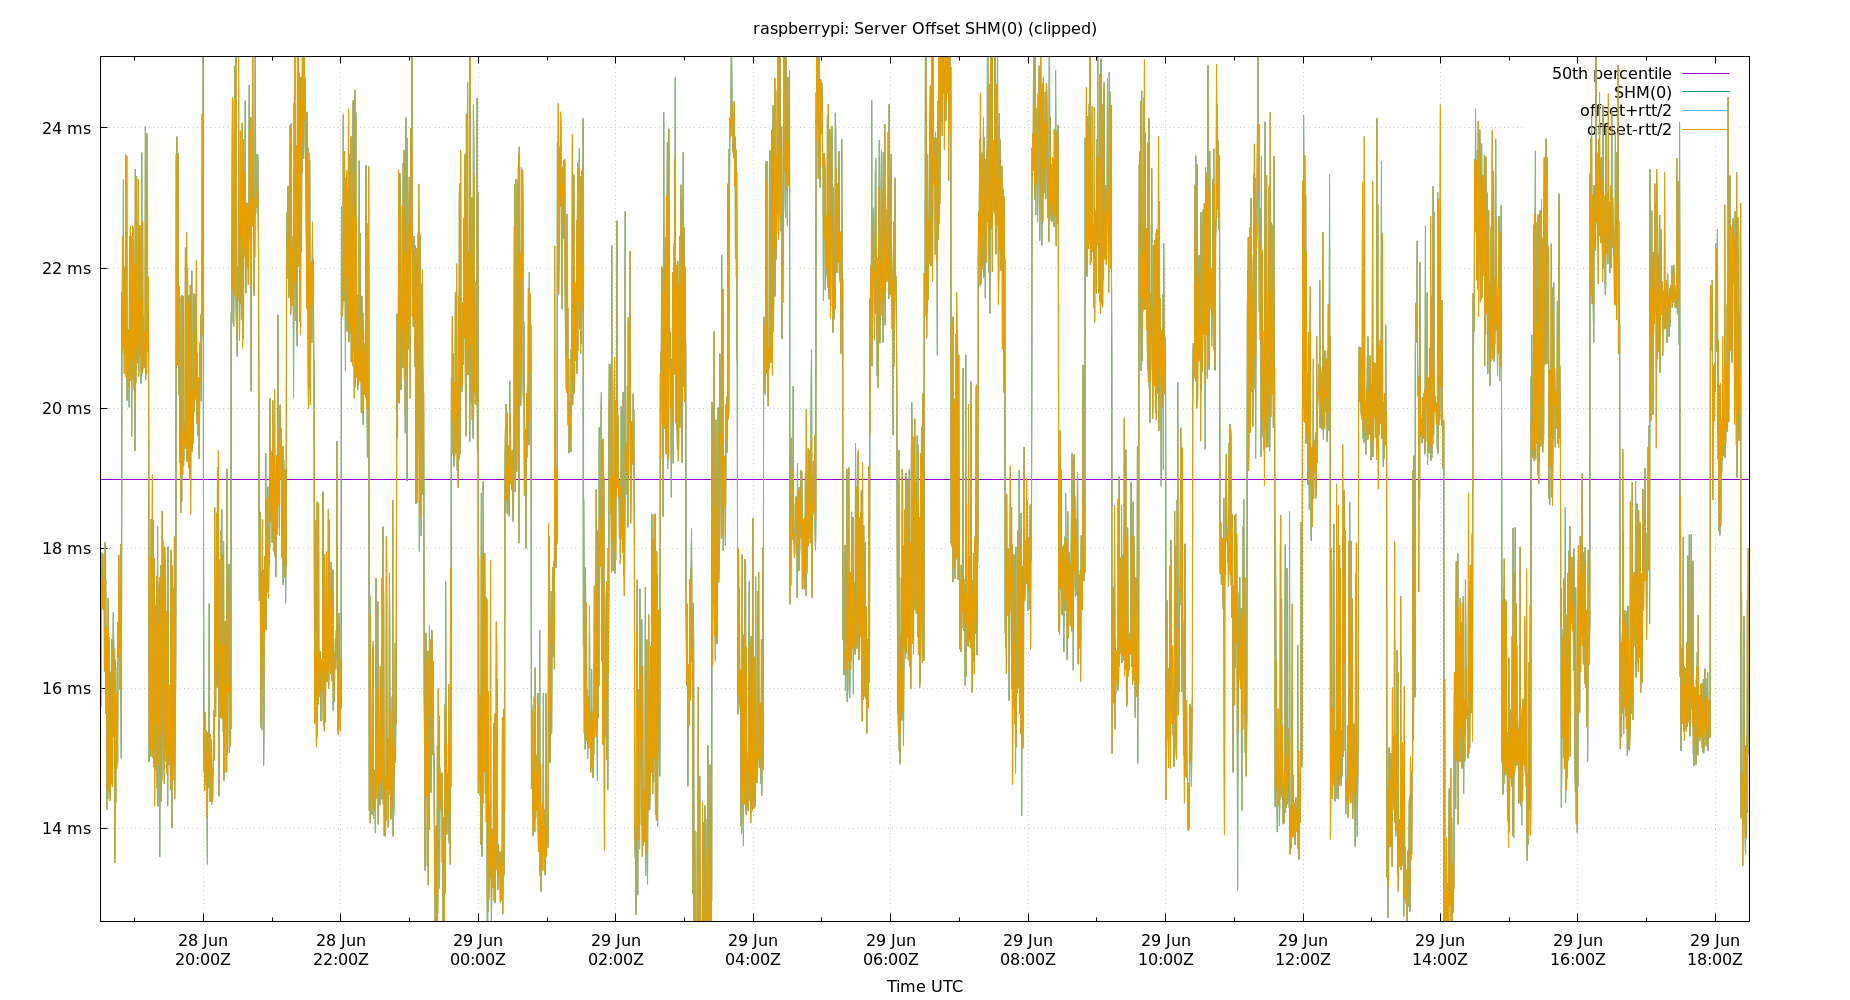 raspberrypi: Server Offset SHM(0) (clipped)
50th percentile
SHM(0)
offset+rtt/2
offset-rtt/2
24 ms
22 ms
20 ms
18 ms
16 ms
14 ms
28 Jun 28 Jun 29 Jun 29 Jun 29 Jun 29 Jun 29 Jun 29 Jun 29 Jun 29 Jun 29 Jun 29 Jun
20:00Z 22:00Z 00:00Z 02:00Z 04:00Z 06:00Z 08:00Z 10:00Z 12:00Z 14:00Z 16:00Z 18:00Z
Time UTC